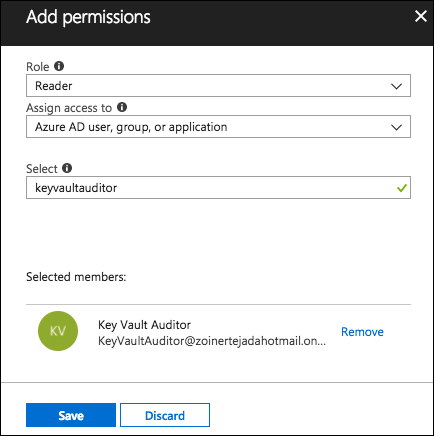 Add permissions
Role
Reader
Assign access to
Azure AD user, group, or application
Select
keyvaultauditor
Selected members:
KV
Key Vault Auditor
KeyVaultAuditor@zoinertejadahotmail.on...
Remove
Save
Discard